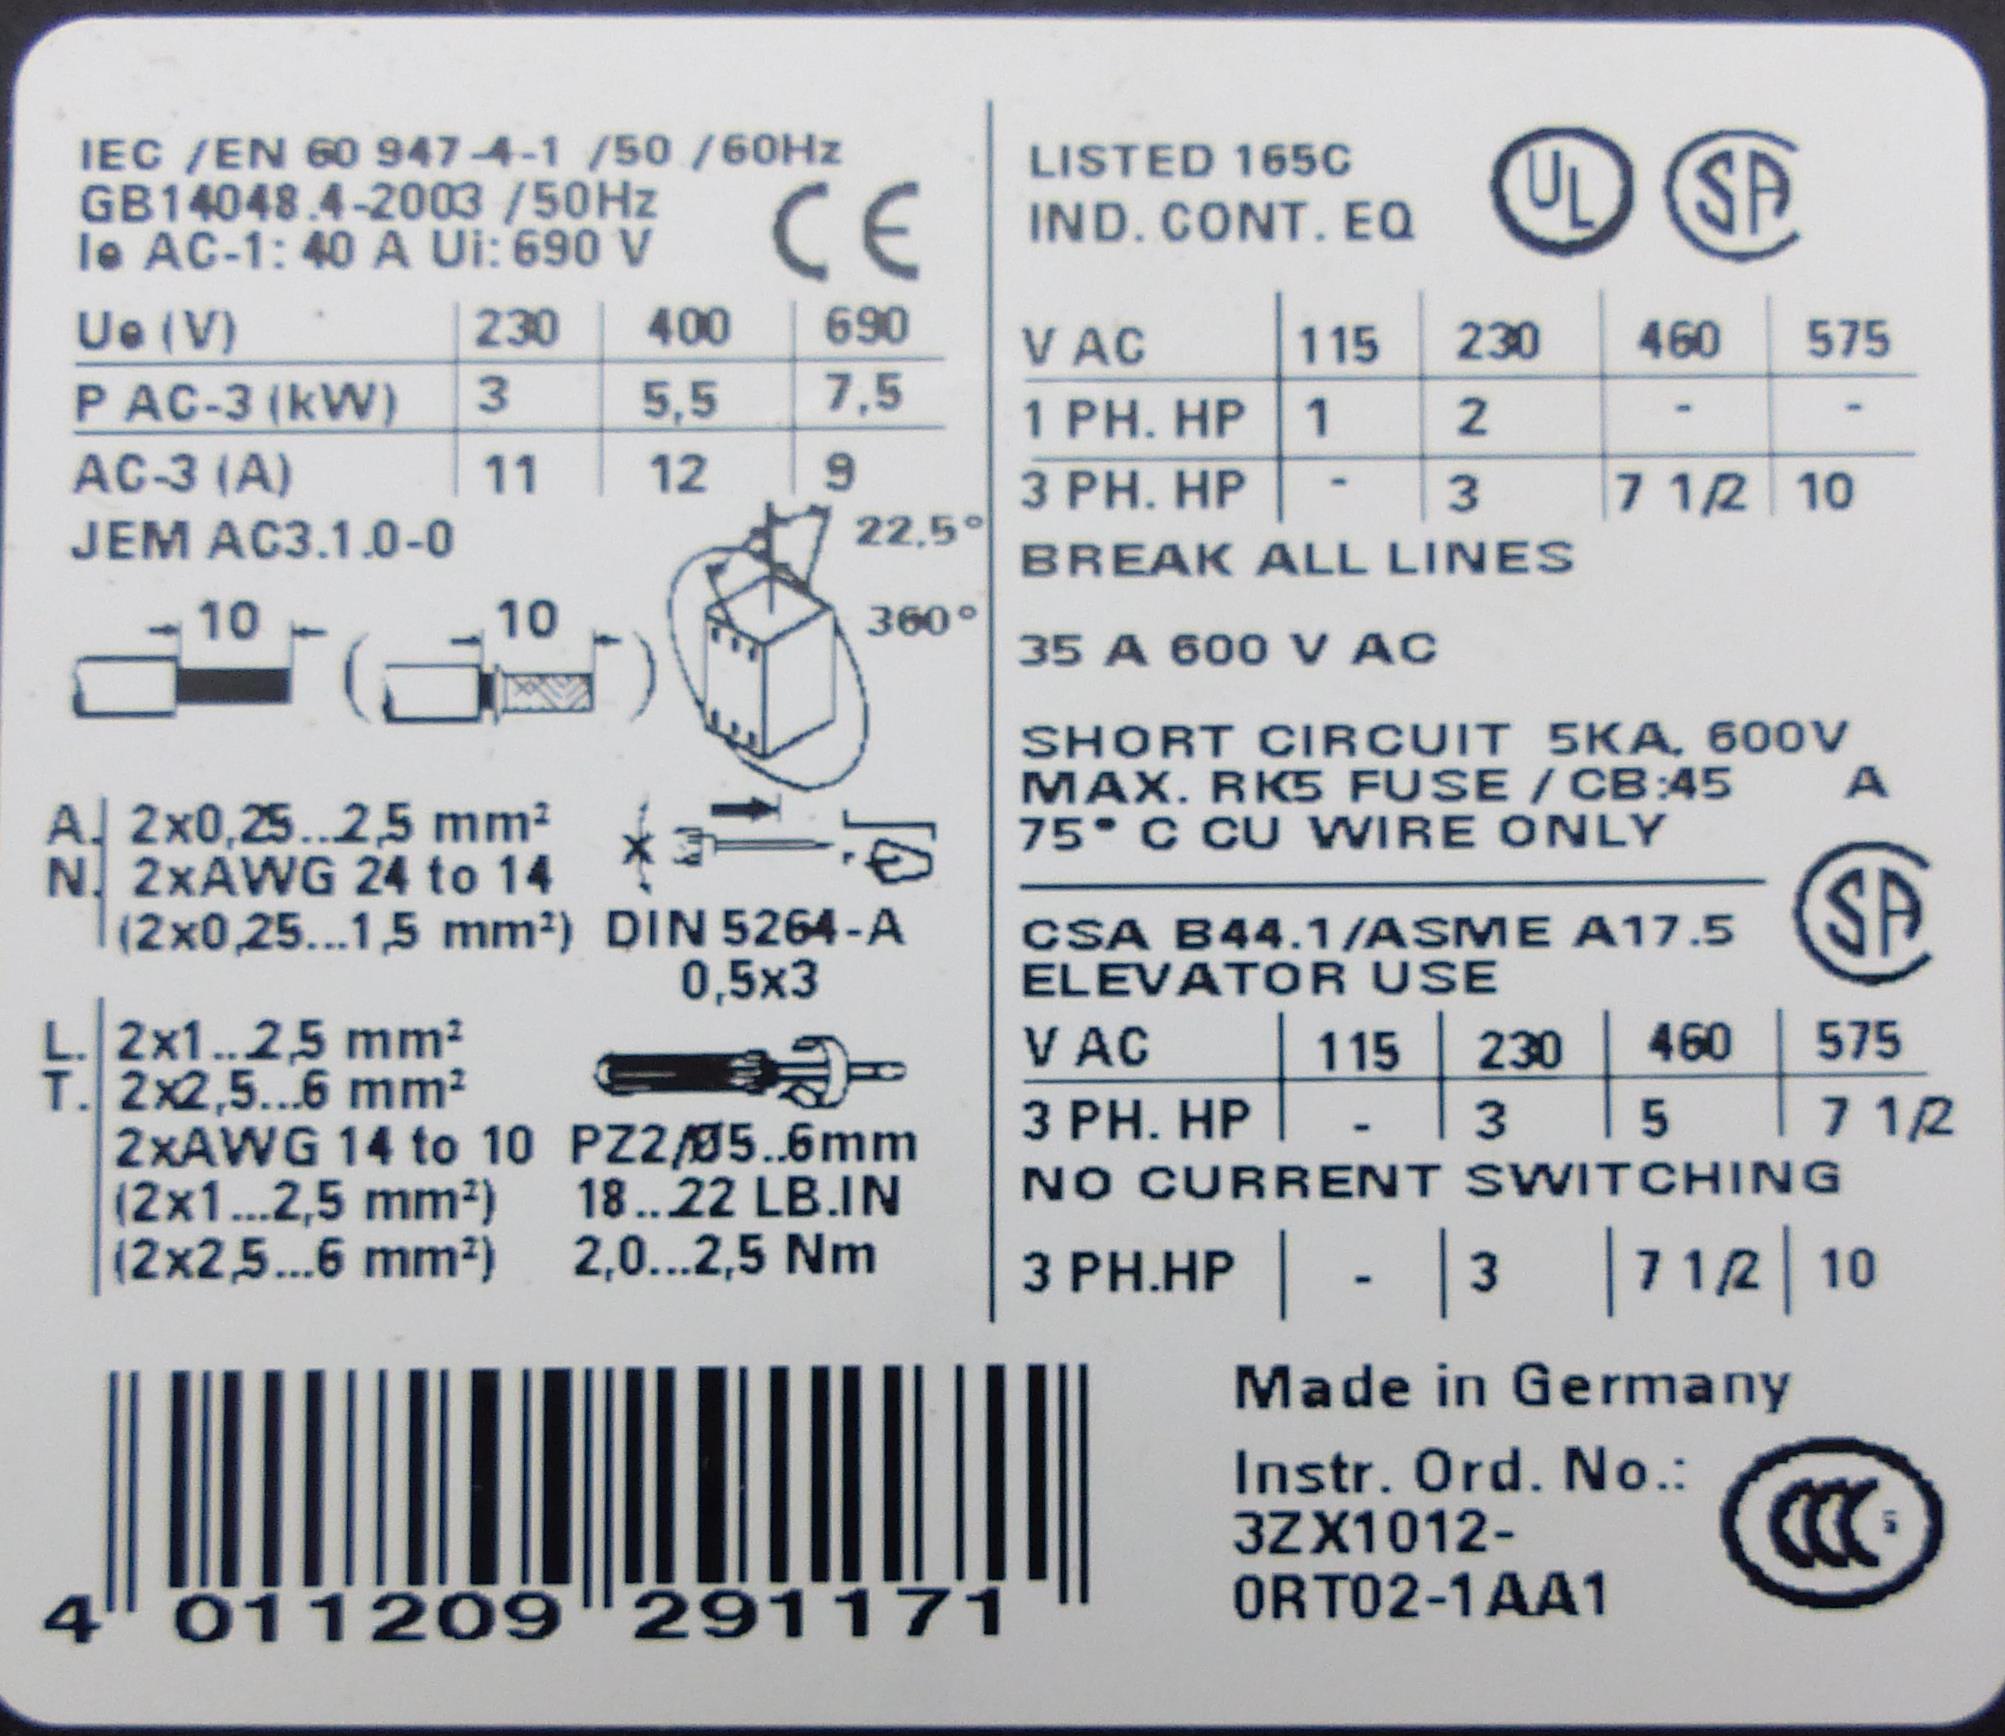 IEC /EN 60 947-4-1 /50 /60Hz
GB14048.4-2003 /50Hz
Ie AC-1: 40 A Ui: 690 V
CE
Ue (V) 230 400 690
P AC-3 (kW) 3 5,5 7,5
AC-3 (A) 11 12 9
JEM AC3.1.0-0
22.5°
360°
10 ( 10 )
A. 2x0,25...2,5 mm²
N. 2xAWG 24 to 14
(2x0,25...1,5 mm²)
DIN 5264-A
0,5x3
L. 2x1...2,5 mm²
T. 2x2,5...6 mm²
2xAWG 14 to 10
(2x1...2,5 mm²)
(2x2,5...6 mm²)
PZ2/Ø5..6mm
18...22 LB.IN
2,0...2,5 Nm
LISTED 165C
IND. CONT. EQ
UL SA
V AC 115 230 460 575
1 PH. HP 1 2 - -
3 PH. HP - 3 7 1/2 10
BREAK ALL LINES
35 A 600 V AC
SHORT CIRCUIT 5KA, 600V
MAX. RK5 FUSE / CB:45 A
75° C CU WIRE ONLY
CSA B44.1/ASME A17.5
ELEVATOR USE
SA
V AC 115 230 460 575
3 PH. HP - 3 5 7 1/2
NO CURRENT SWITCHING
3 PH.HP - 3 7 1/2 10
4 011209 291171
Made in Germany
Instr. Ord. No.:
3ZX1012-
0RT02-1AA1
CCC S